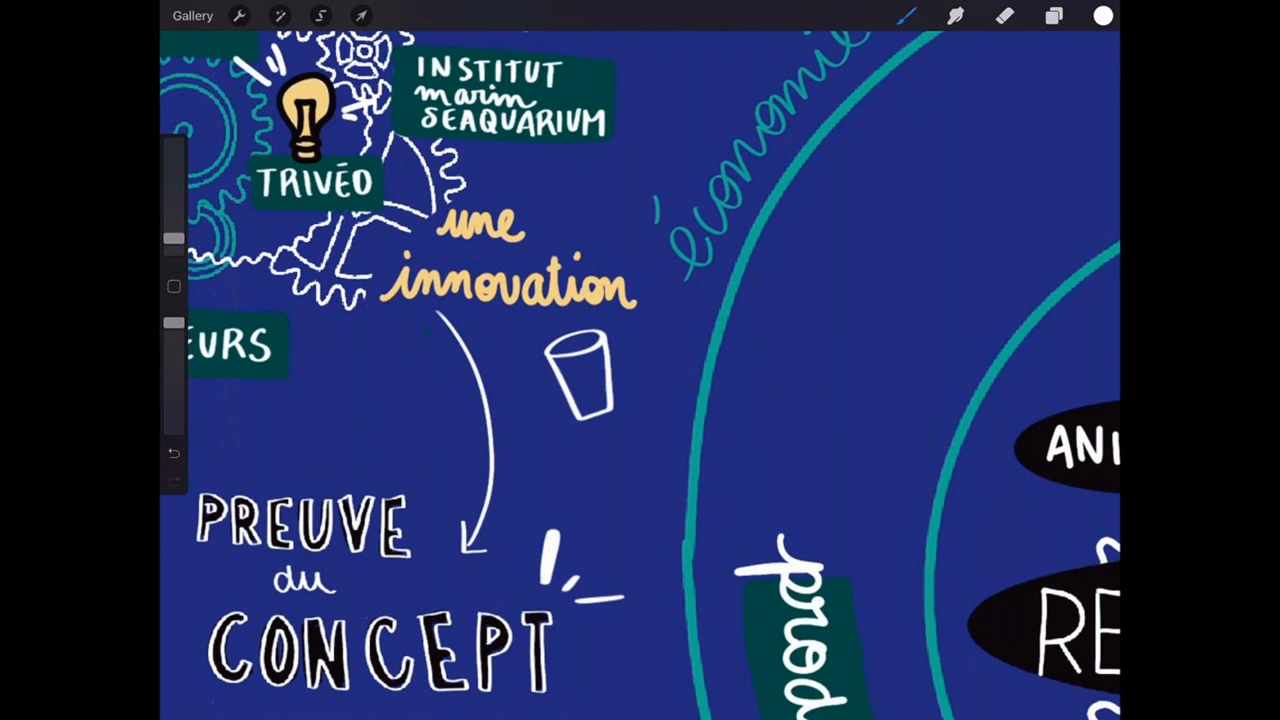 Gallery
INSTITUT
marin
SEAQUARIUM
TRIVÉO
une
innovation
EURS
PREUVE
du
CONCEPT
économie
prod
ANI
RE